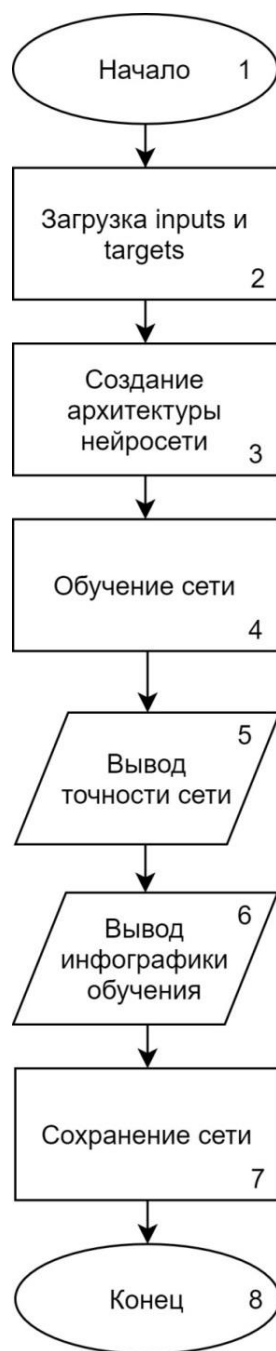 Начало 1
Загрузка inputs и
targets
2
Создание
архитектуры
нейросети 3
Обучение сети
4
5
Вывод
точности сети
6
Вывод
инфографики
обучения
Сохранение сети
7
Конец 8